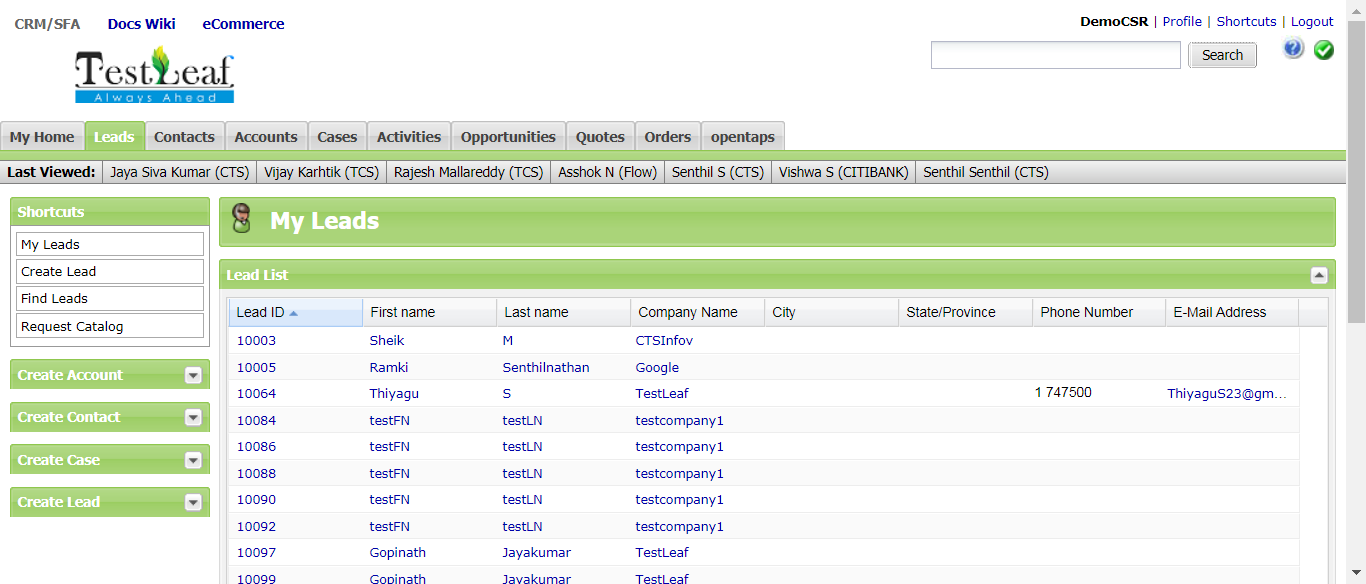 CRM/SFA Docs Wiki eCommerce
DemoCSR | Profile | Shortcuts | Logout
TestLeaf
Always Ahead
Search
?
My Home Leads Contacts Accounts Cases Activities Opportunities Quotes Orders opentaps
Last Viewed: Jaya Siva Kumar (CTS) Vijay Karhtik (TCS) Rajesh Mallareddy (TCS) Asshok N (Flow) Senthil S (CTS) Vishwa S (CITIBANK) Senthil Senthil (CTS)
Shortcuts
My Leads
Create Lead
Find Leads
Request Catalog
Create Account
Create Contact
Create Case
Create Lead
My Leads
Lead List
Lead ID First name Last name Company Name City State/Province Phone Number E-Mail Address
10003 Sheik M CTSInfov
10005 Ramki Senthilnathan Google
10064 Thiyagu S TestLeaf 1 747500 ThiyaguS23@gm...
10084 testFN testLN testcompany1
10086 testFN testLN testcompany1
10088 testFN testLN testcompany1
10090 testFN testLN testcompany1
10092 testFN testLN testcompany1
10097 Gopinath Jayakumar TestLeaf
10099 Gopinath Jayakumar TestLeaf